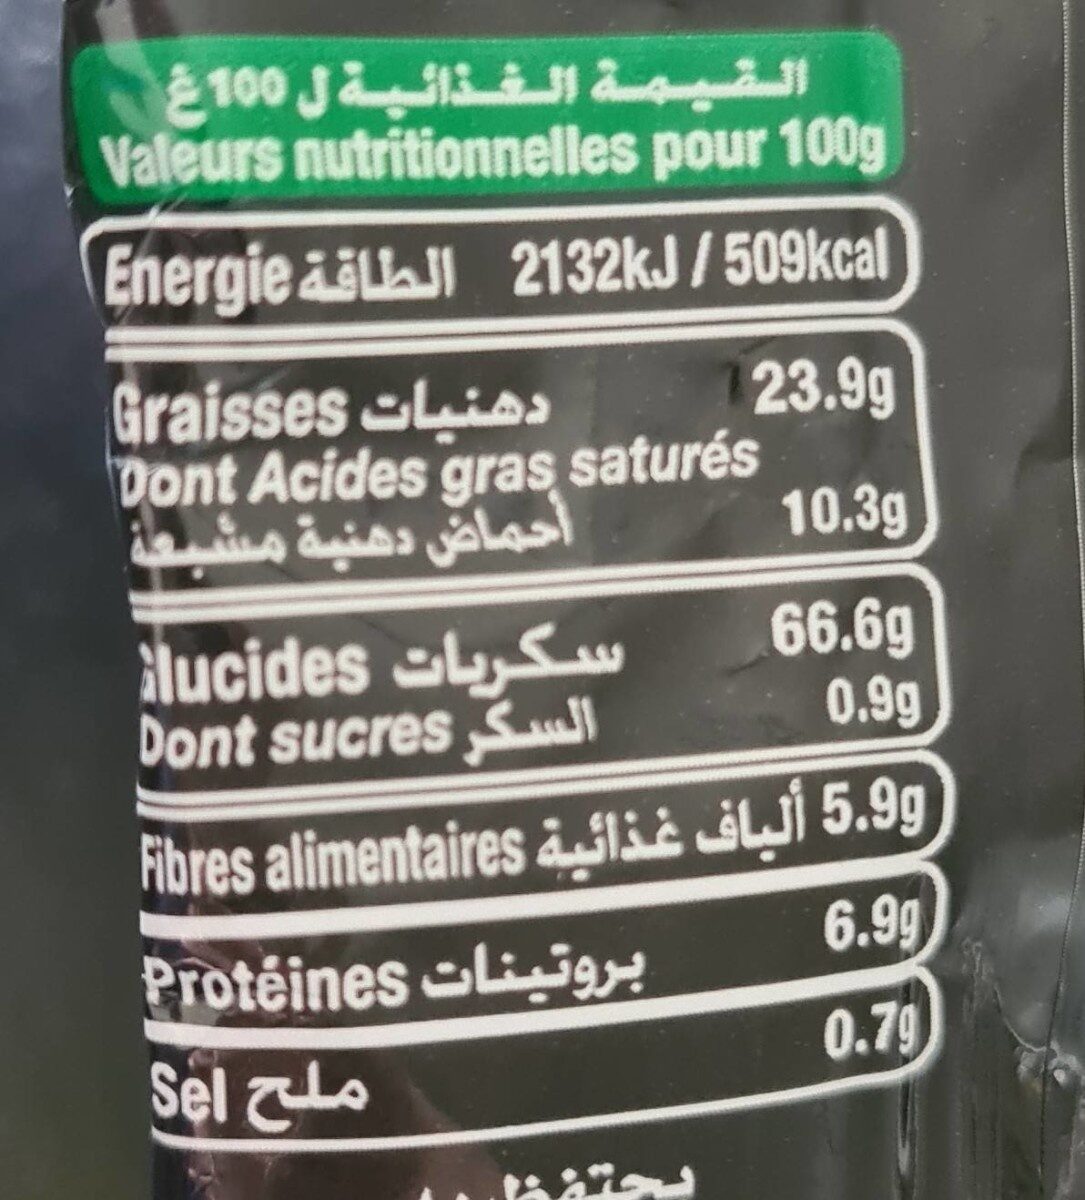 القيمة الغذائية ل 100 غ
Valeurs nutritionnelles pour 100g
Energie الطاقة 2132kJ / 509kcal
Graisses دهنيات 23.9g
Dont Acides gras saturés
أحماض دهنية مشبعة 10.3g
Glucides سكريات 66.6g
Dont sucres السكر 0.9g
Fibres alimentaires ألياف غذائية 5.9g
Protéines بروتينات 6.9g
Sel ملح 0.7g